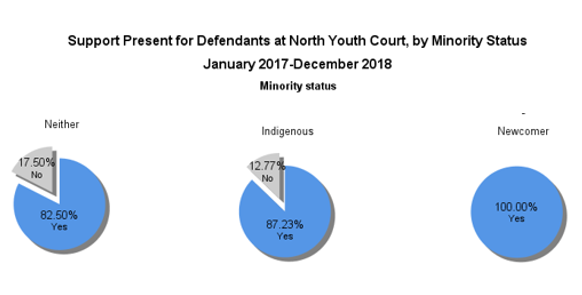 Support Present for Defendants at North Youth Court, by Minority Status
January 2017-December 2018
Minority status
Neither
17.50%
No
82.50%
Yes
Indigenous
12.77%
No
87.23%
Yes
Newcomer
100.00%
Yes